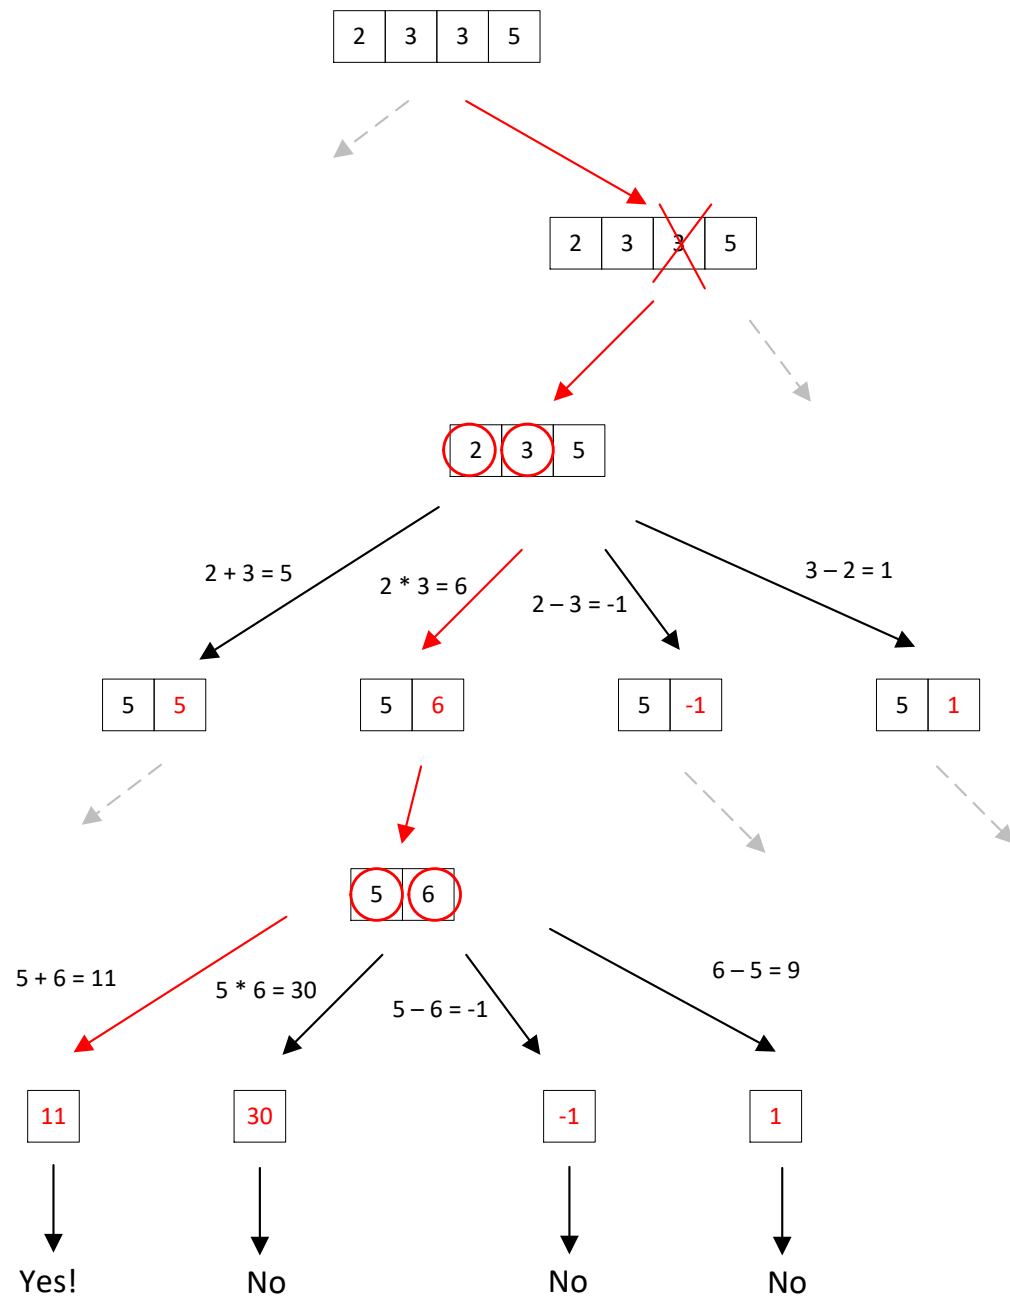 2 3 3 5
2 3 3 5
2 3 5
2 + 3 = 5
2 * 3 = 6
2 – 3 = -1
3 – 2 = 1
5 5
5 6
5 -1
5 1
5 6
5 + 6 = 11
5 * 6 = 30
5 – 6 = -1
6 – 5 = 9
11
30
-1
1
Yes!
No
No
No